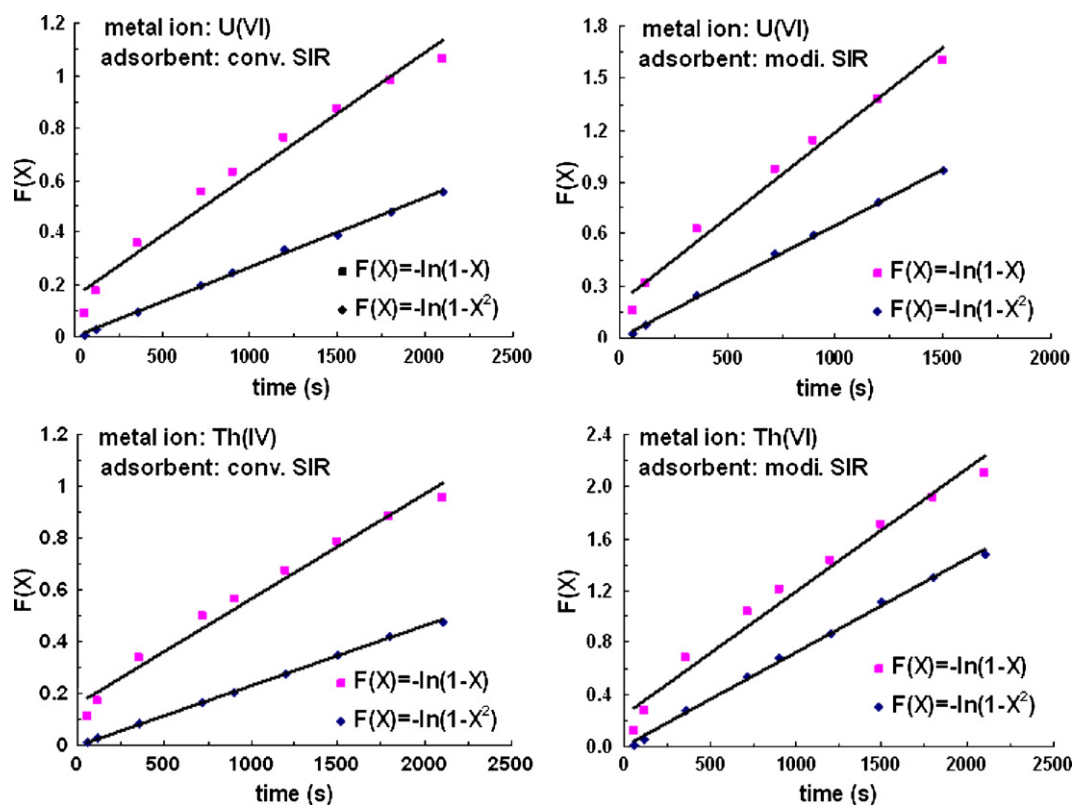 metal ion: U(VI)
adsorbent: conv. SIR
F(X)
1.2
1
0.8
0.6
0.4
0.2
0
F(X)=-ln(1-X)
F(X)=-ln(1-X²)
500 1000 1500 2000 2500
time (s)
metal ion: U(VI)
adsorbent: modi. SIR
F(X)
1.8
1.5
1.2
0.9
0.6
0.3
0.0
F(X)=-ln(1-X)
F(X)=-ln(1-X²)
0 500 1000 1500 2000
time (s)
metal ion: Th(IV)
adsorbent: conv. SIR
F(X)
1.2
1
0.8
0.6
0.4
0.2
0
F(X)=-ln(1-X)
F(X)=-ln(1-X²)
0 500 1000 1500 2000 2500
time (s)
metal ion: Th(VI)
adsorbent: modi. SIR
F(X)
2.4
2.0
1.6
1.2
0.8
0.4
0.0
F(X)=-ln(1-X)
F(X)=-ln(1-X²)
0 500 1000 1500 2000 2500
time (s)